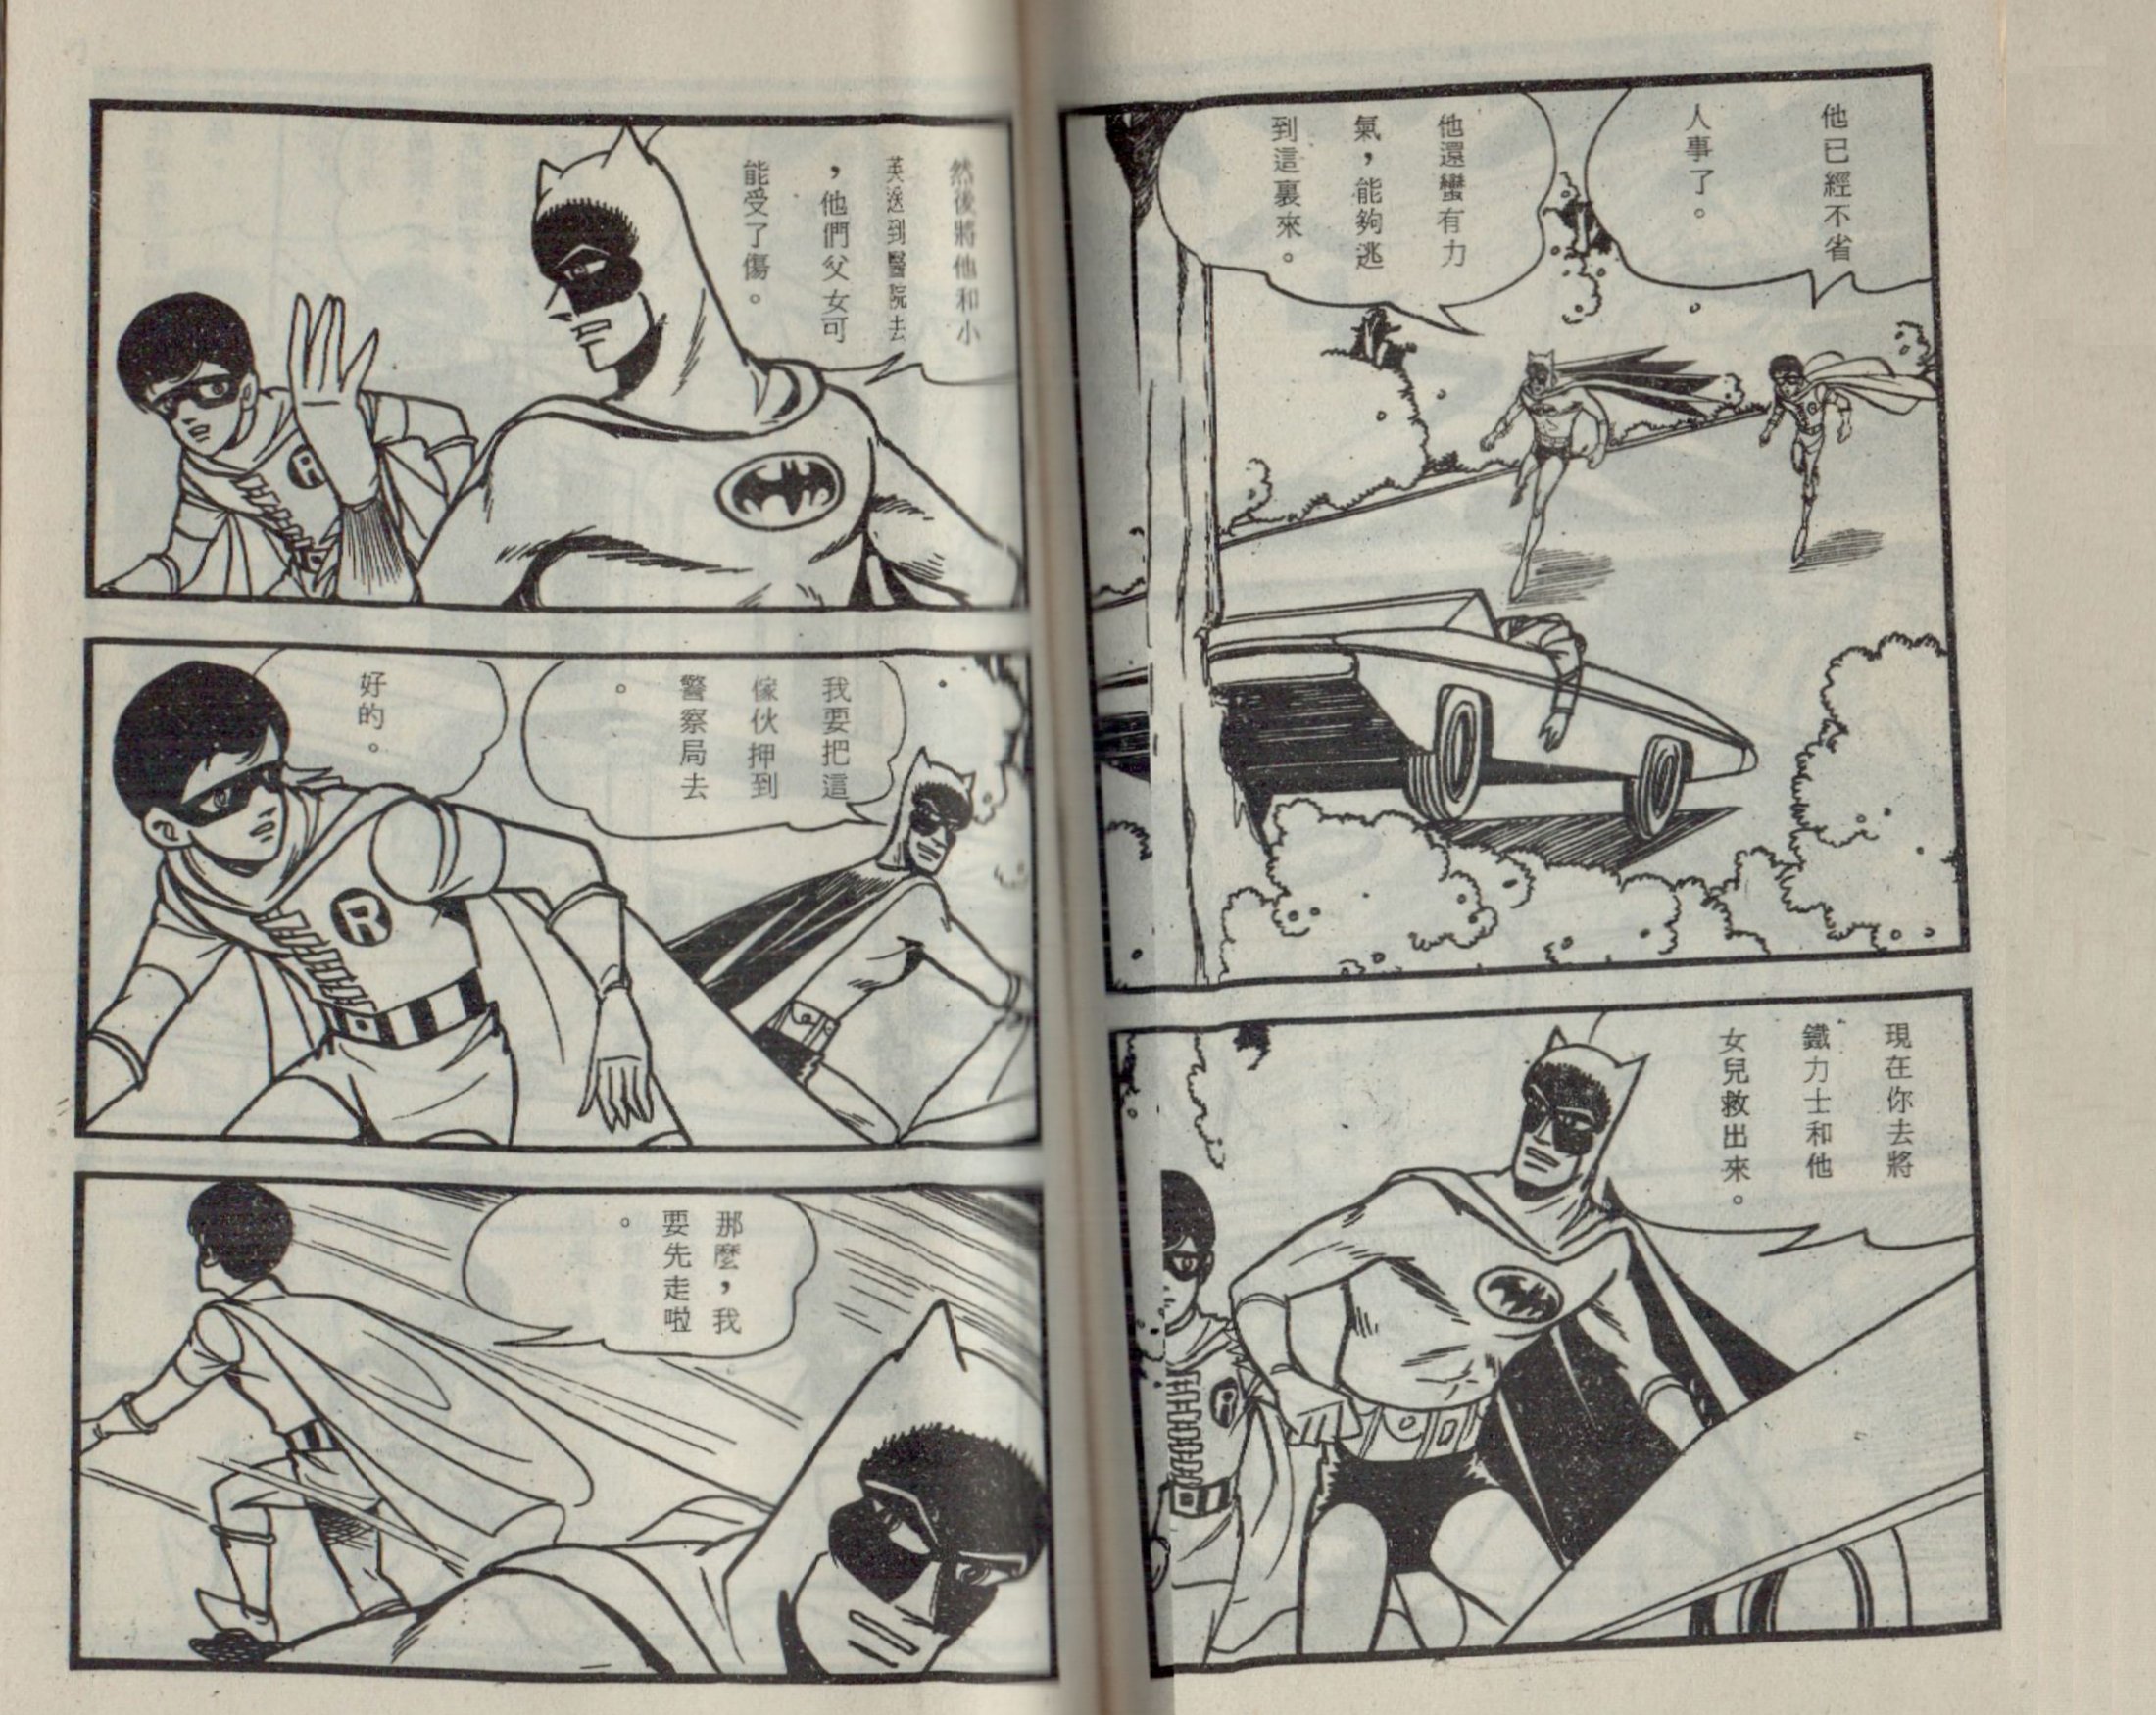 他已經不省
人事了。
他還蠻有力
氣，能夠逃
到這裏來。
現在你去將
鐵力士和他
女兒救出來。
R
然後將他和小
英送到醫院去
，他們父女可
能受了傷。
R
我要把這
傢伙押到
警察局去
。
好的。
R
那麼，我
要先走啦
。